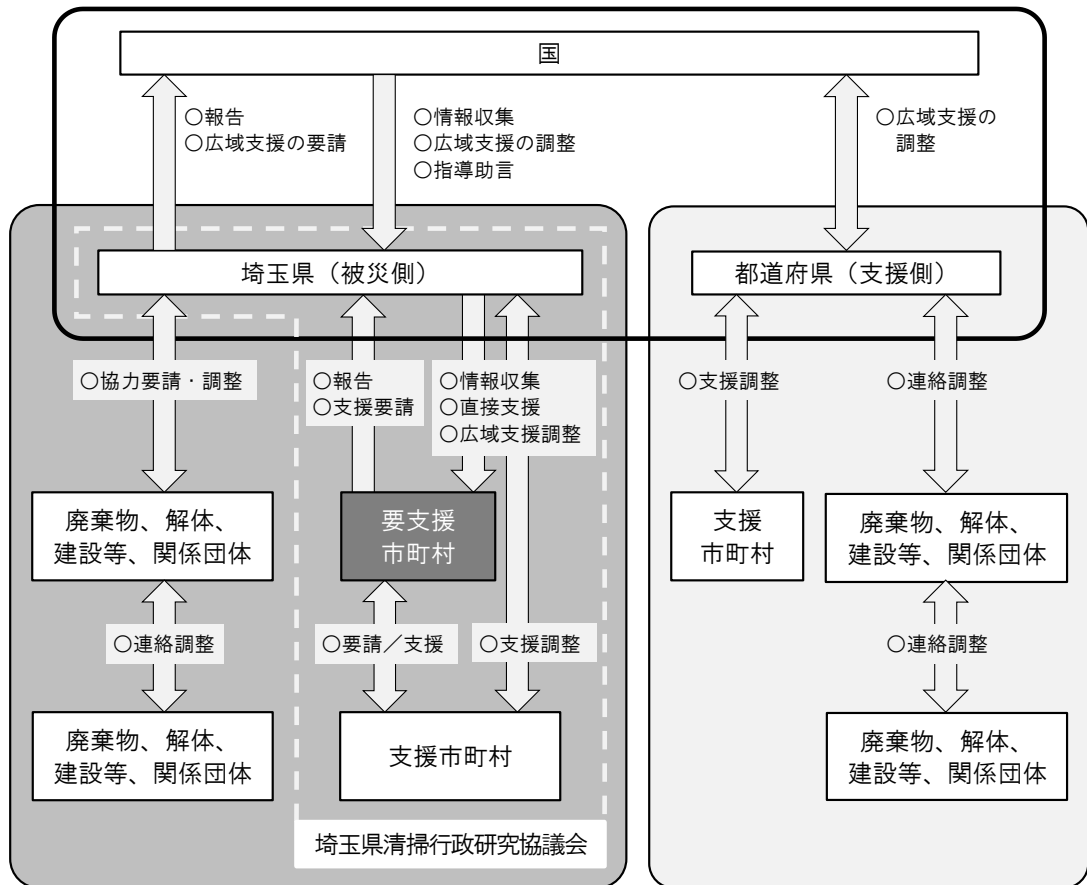 国
○報告
○広域支援の要請
○情報収集
○広域支援の調整
○指導助言
○広域支援の
調整
埼玉県（被災側）
都道府県（支援側）
○協力要請・調整
○報告
○支援要請
○情報収集
○直接支援
○広域支援調整
○支援調整
○連絡調整
廃棄物、解体、
建設等、関係団体
要支援
市町村
支援
市町村
廃棄物、解体、
建設等、関係団体
○連絡調整
○要請／支援
○支援調整
○連絡調整
廃棄物、解体、
建設等、関係団体
支援市町村
廃棄物、解体、
建設等、関係団体
埼玉県清掃行政研究協議会